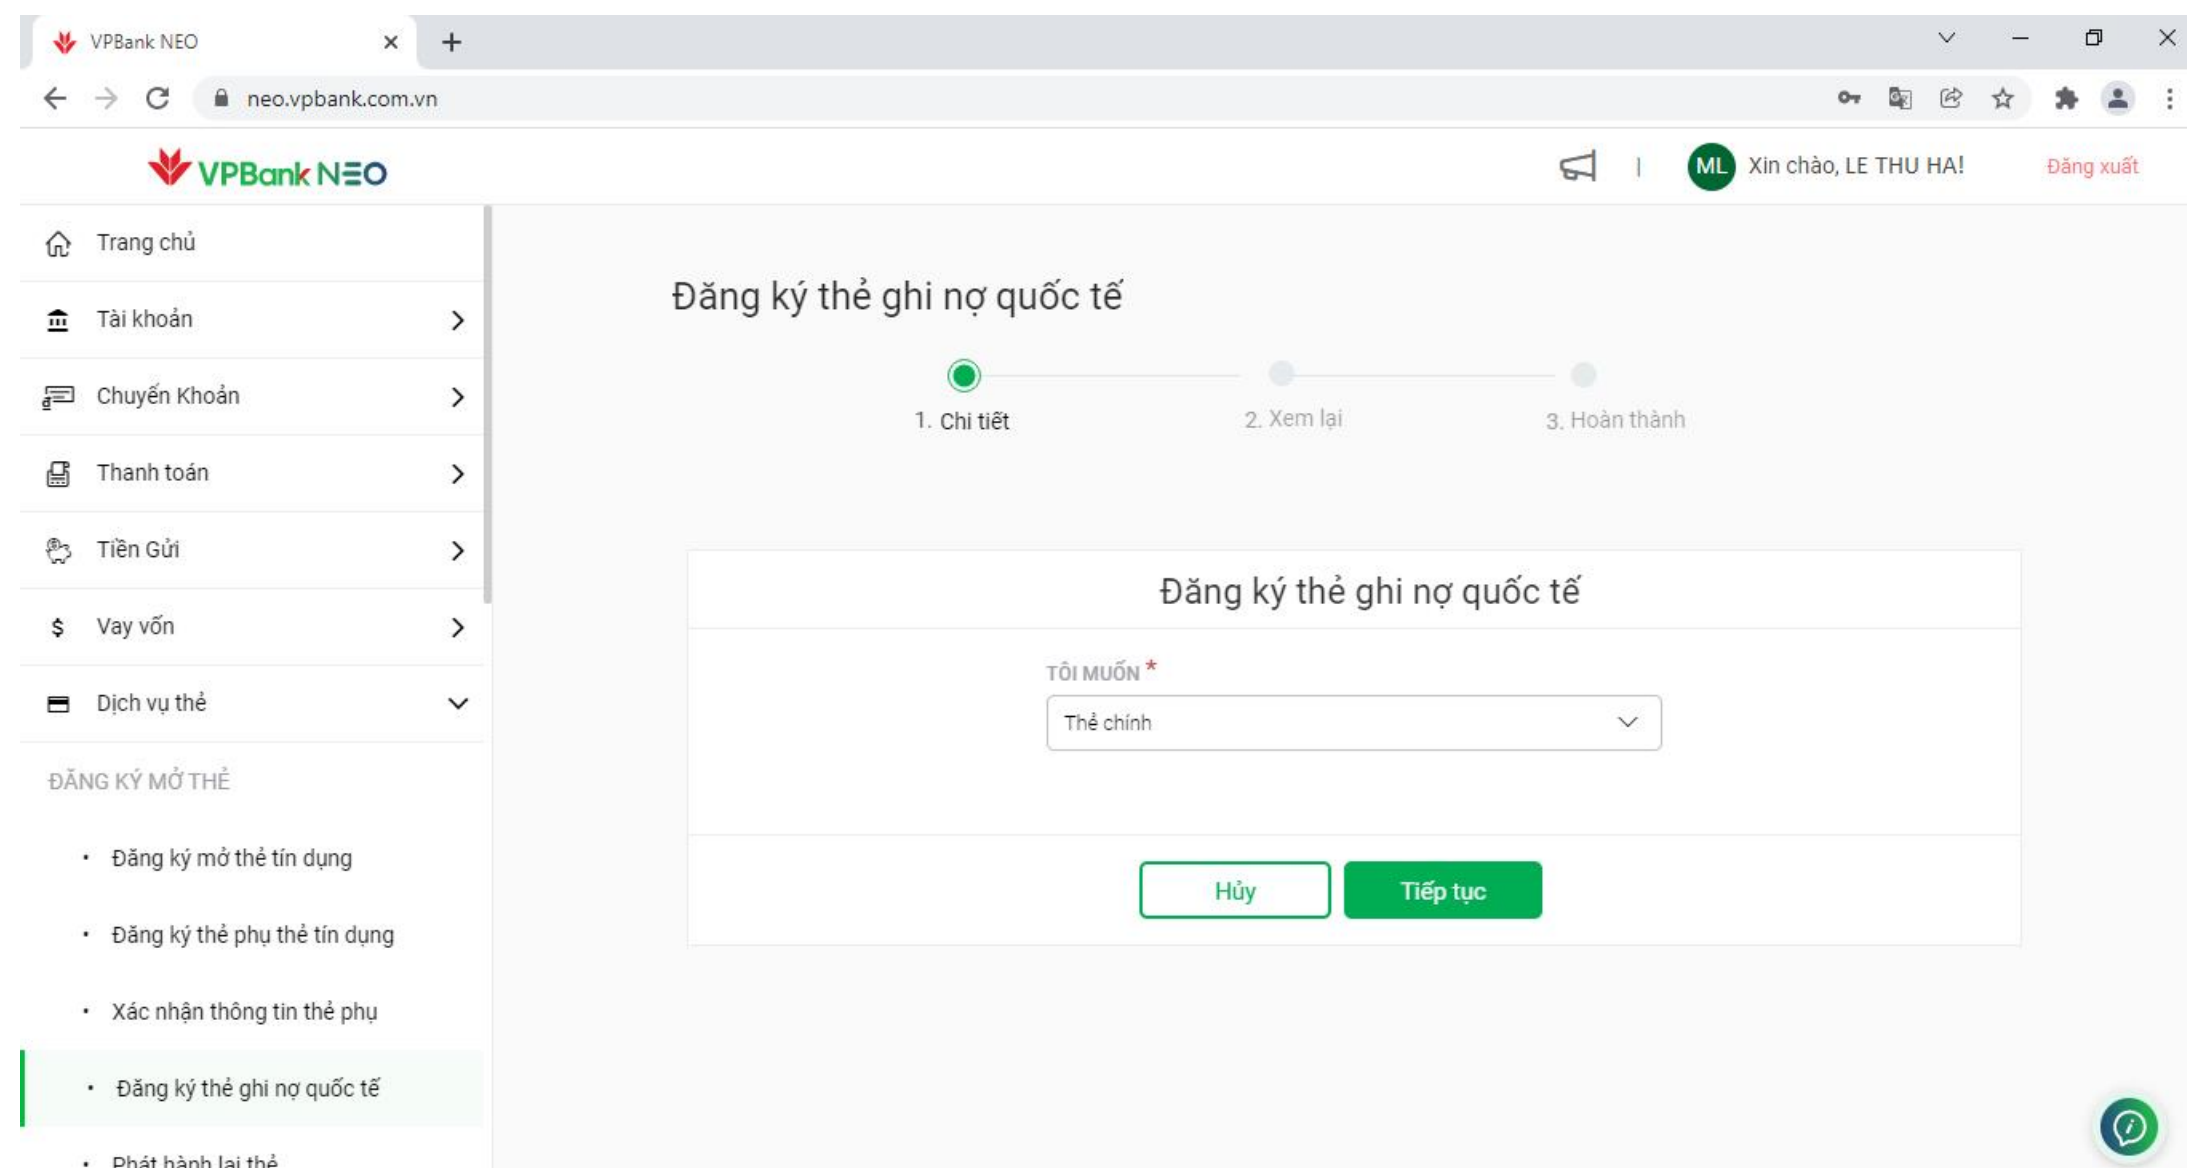 VPBank NEO
neo.vpbank.com.vn
VPBank NEO
ML Xin chào, LE THU HA! Đăng xuất
Trang chủ
Tài khoản
Chuyển Khoản
Thanh toán
Tiền Gửi
$ Vay vốn
Dịch vụ thẻ
ĐĂNG KÝ MỞ THẺ
• Đăng ký mở thẻ tín dụng
• Đăng ký thẻ phụ thẻ tín dụng
• Xác nhận thông tin thẻ phụ
• Đăng ký thẻ ghi nợ quốc tế
• Phát hành lại thẻ
Đăng ký thẻ ghi nợ quốc tế
1. Chi tiết
2. Xem lại
3. Hoàn thành
Đăng ký thẻ ghi nợ quốc tế
TÔI MUỐN *
Thẻ chính
Hủy
Tiếp tục